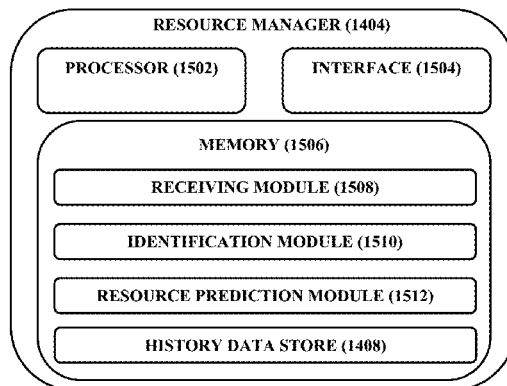 RESOURCE MANAGER (1404)
PROCESSOR (1502)
INTERFACE (1504)
MEMORY (1506)
RECEIVING MODULE (1508)
IDENTIFICATION MODULE (1510)
RESOURCE PREDICTION MODULE (1512)
HISTORY DATA STORE (1408)